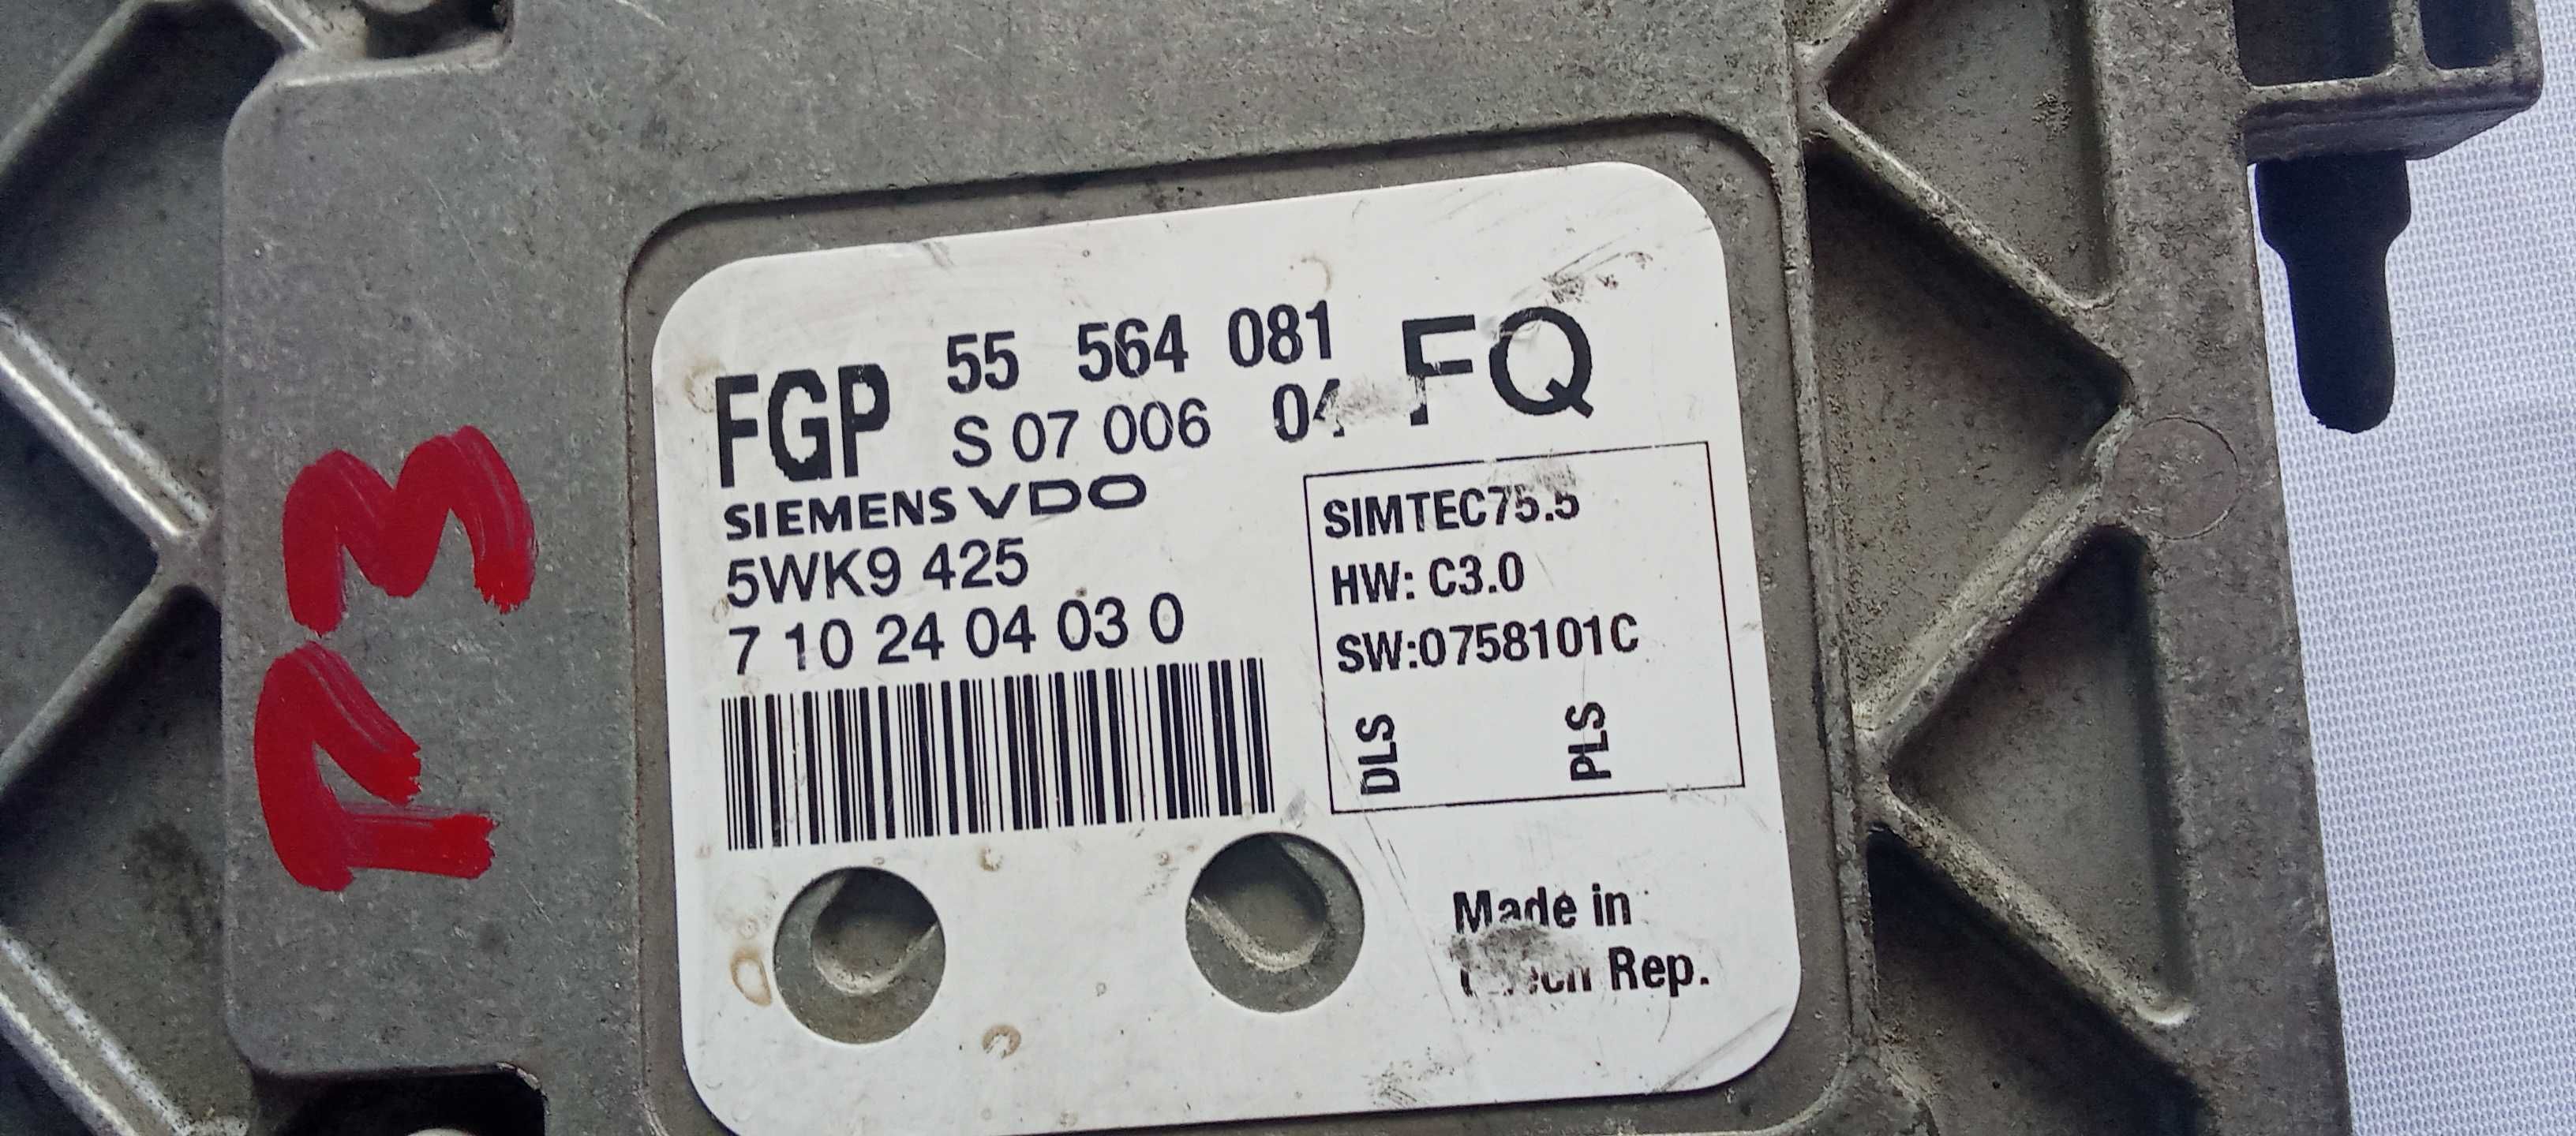 FGP 55 564 081 FQ
S 07 006 04
SIEMENS VDO
5WK9 425
7 10 24 04 03 0
SIMTEC75.5
HW: C3.0
SW:0758101C
DLS PLS
Made in
Rep.
P3